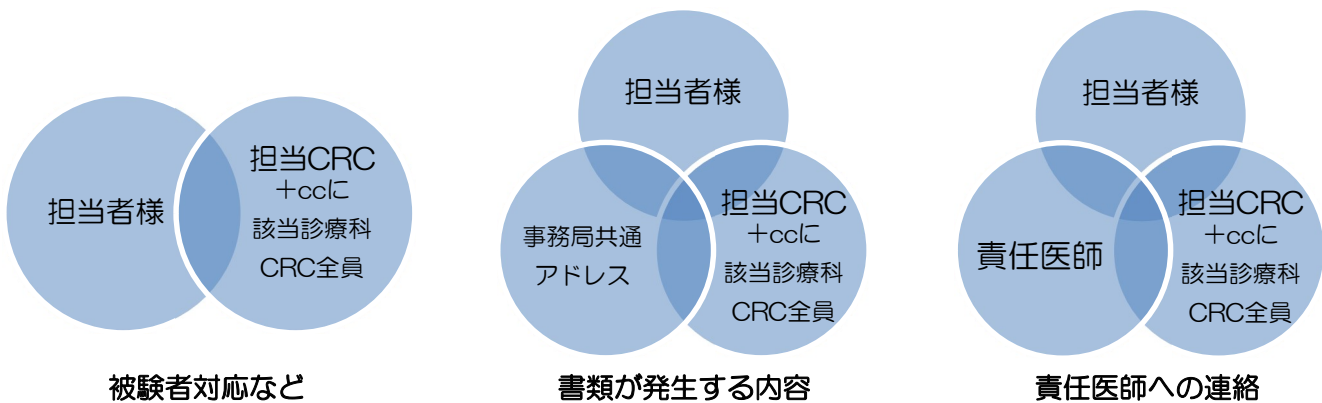 担当者様
担当CRC
+ccに
該当診療科
CRC全員
被験者対応など
担当者様
事務局共通
アドレス
担当CRC
+ccに
該当診療科
CRC全員
書類が発生する内容
担当者様
責任医師
担当CRC
+ccに
該当診療科
CRC全員
責任医師への連絡